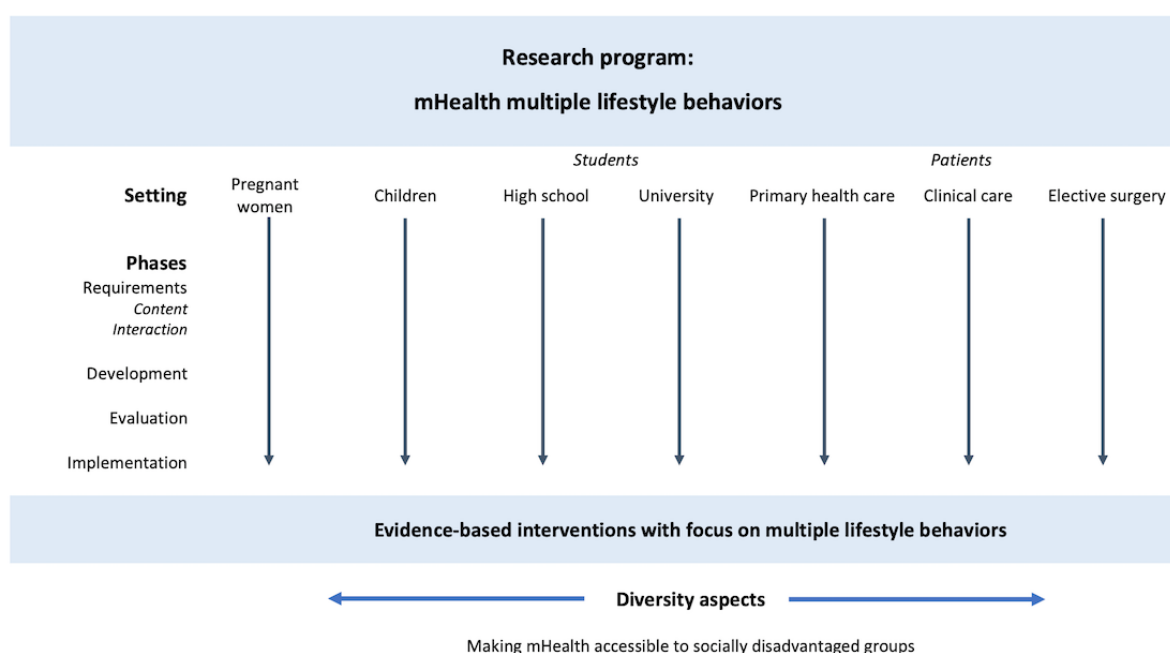 Research program:
mHealth multiple lifestyle behaviors
Students
Patients
Setting
Pregnant
women
Children
High school
University
Primary health care
Clinical care
Elective surgery
Phases
Requirements
Content
Interaction
Development
Evaluation
Implementation
Evidence-based interventions with focus on multiple lifestyle behaviors
Diversity aspects
Making mHealth accessible to socially disadvantaged groups